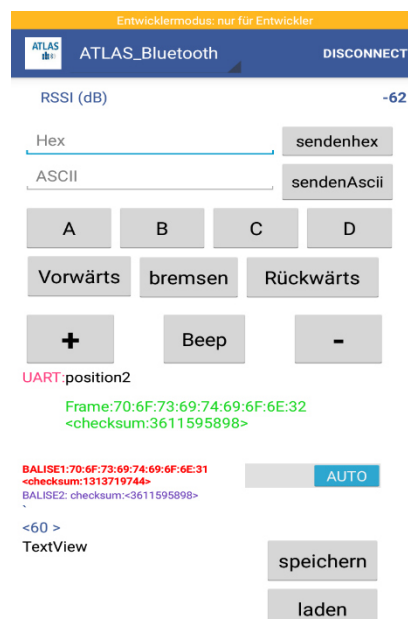 Entwicklermodus: nur für Entwickler
ATLAS ATLAS_Bluetooth DISCONNECT
RSSI (dB) -62
Hex sendenhex
ASCII sendenAscii
A B C D
Vorwärts bremsen Rückwärts
+ Beep -
UART:position2
Frame:70:6F:73:69:74:69:6F:6E:32
<checksum:3611595898>
BALISE1:70:6F:73:69:74:69:6F:6E:31
<checksum:1313719744> AUTO
BALISE2: checksum:<3611595898>
`
<60 >
TextView
speichern
laden